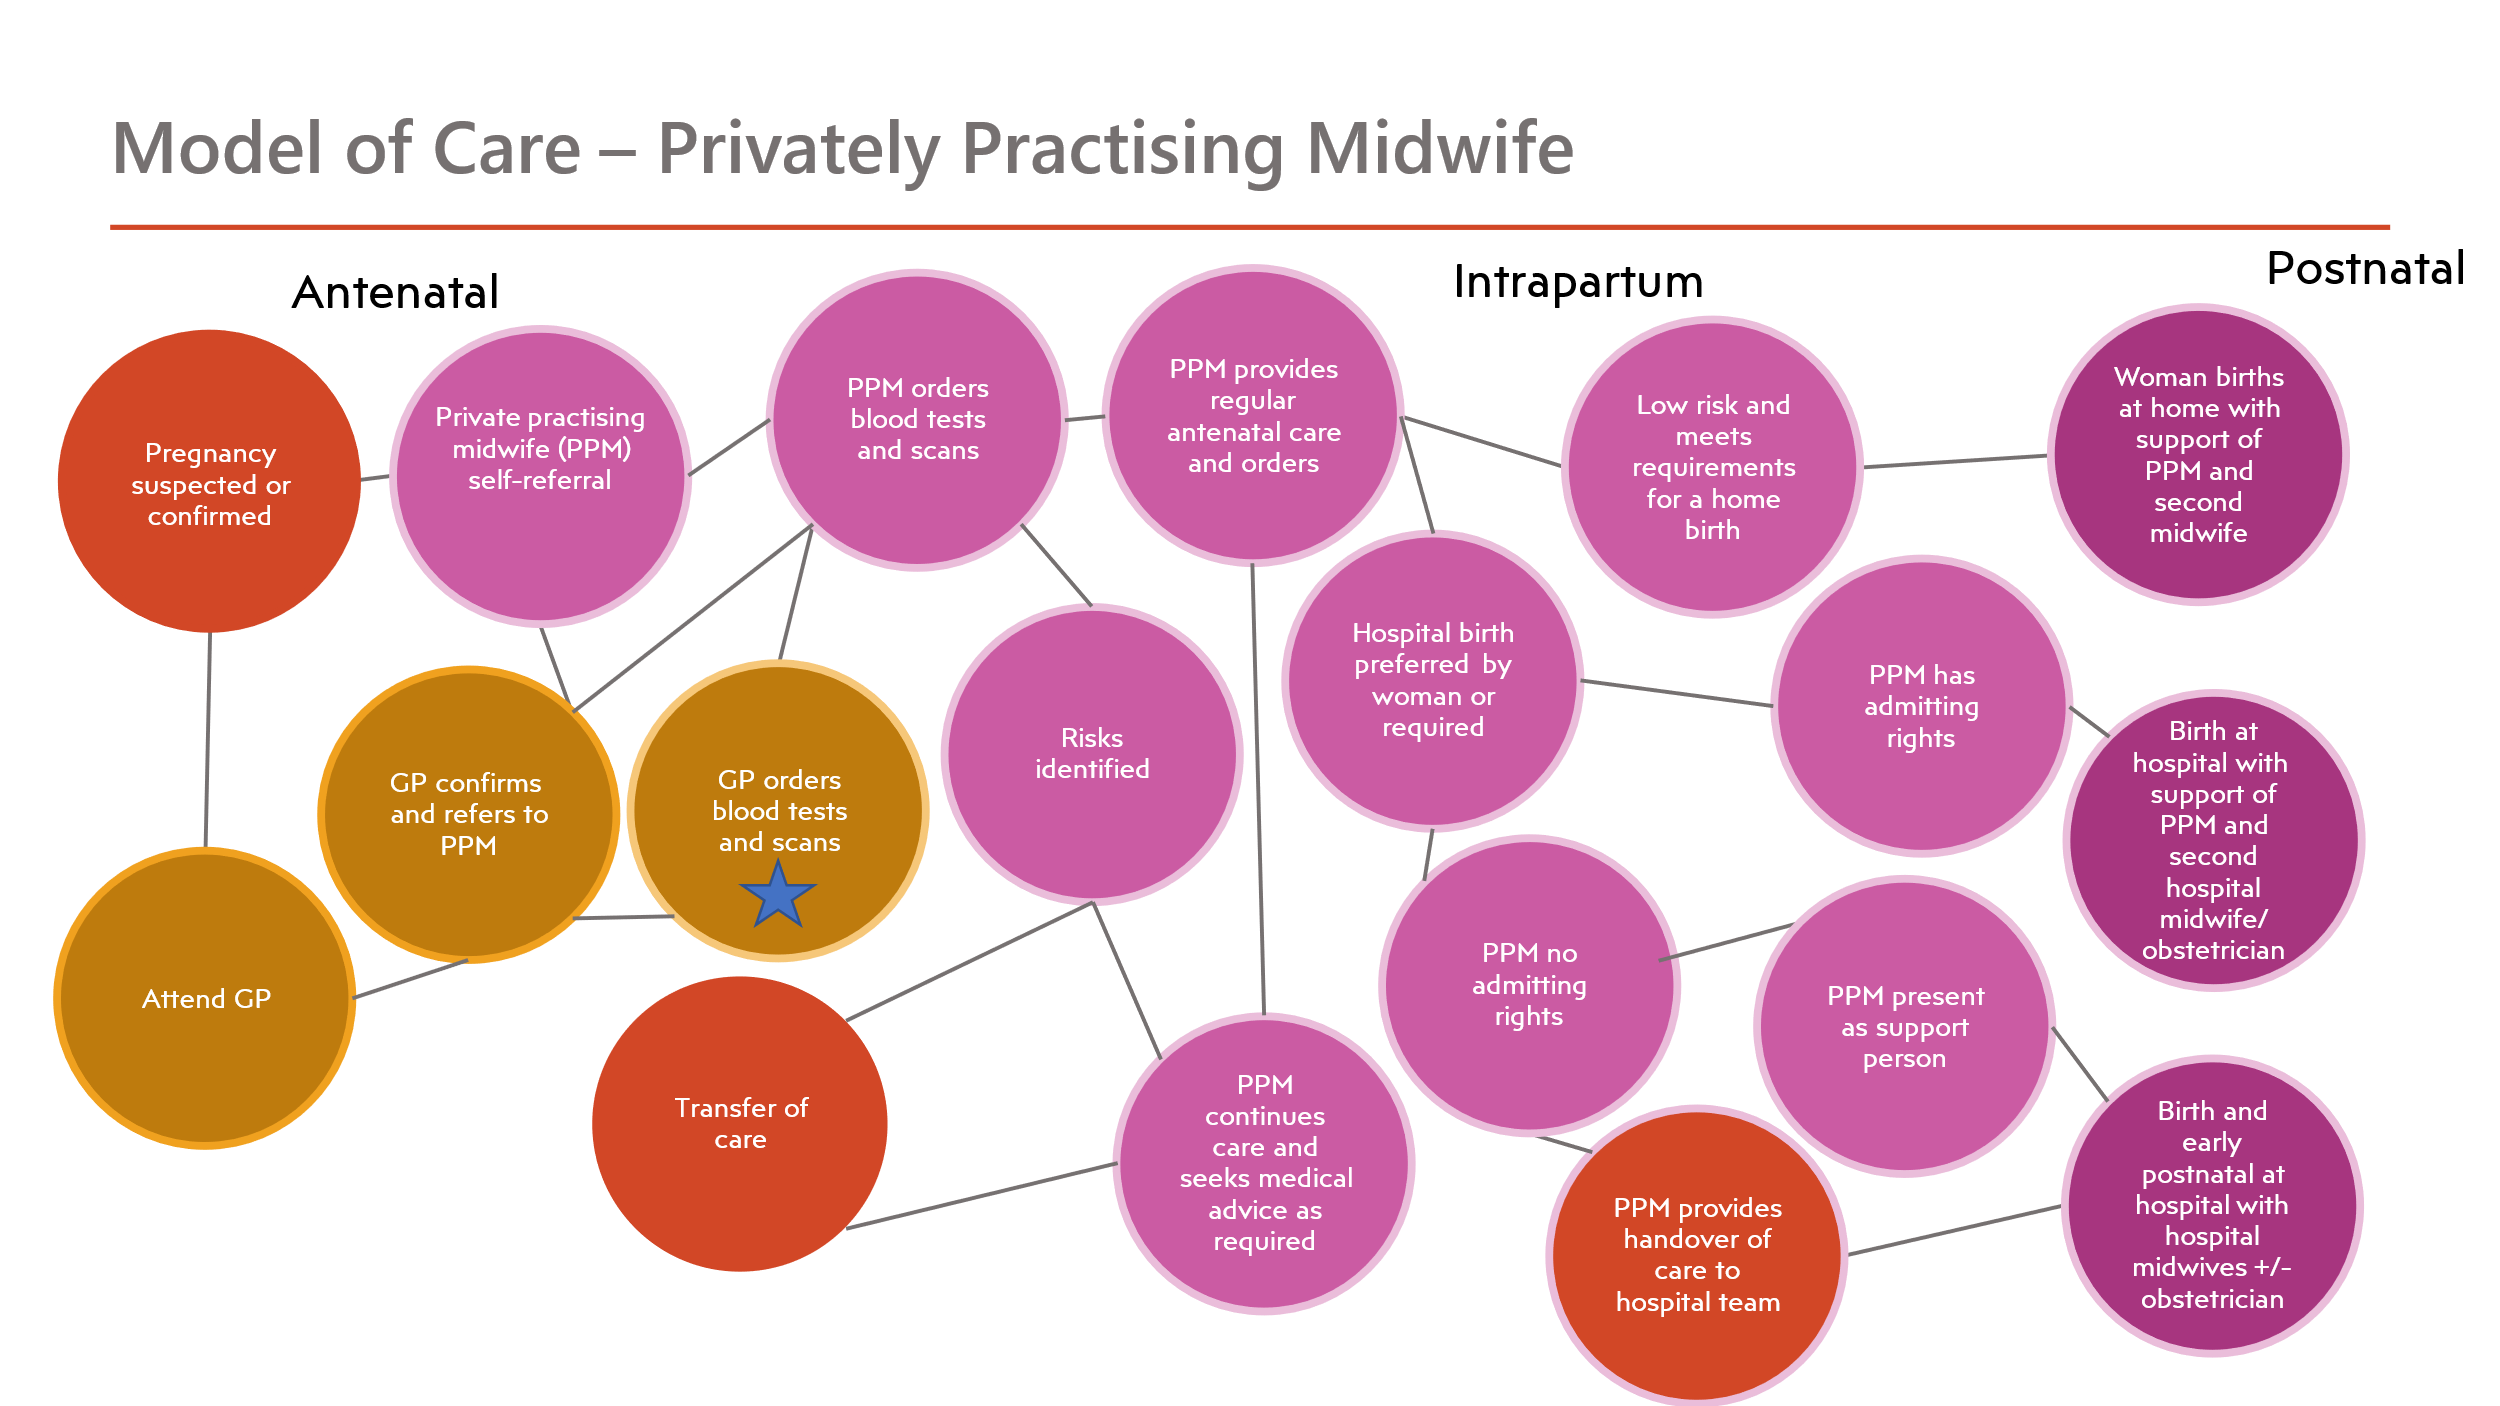 Model of Care – Privately Practising Midwife
Antenatal
Intrapartum
Postnatal
Pregnancy
suspected or
confirmed
Private practising
midwife (PPM)
self-referral
PPM orders
blood tests
and scans
PPM provides
regular
antenatal care
and orders
Low risk and
meets
requirements
for a home
birth
Woman births
at home with
support of
PPM and
second
midwife
Hospital birth
preferred by
woman or
required
PPM has
admitting
rights
Birth at
hospital with
support of
PPM and
second
hospital
midwife/
obstetrician
GP confirms
and refers to
PPM
GP orders
blood tests
and scans
Risks
identified
Attend GP
PPM no
admitting
rights
PPM present
as support
person
Transfer of
care
PPM
continues
care and
seeks medical
advice as
required
PPM provides
handover of
care to
hospital team
Birth and
early
postnatal at
hospital with
hospital
midwives +/-
obstetrician